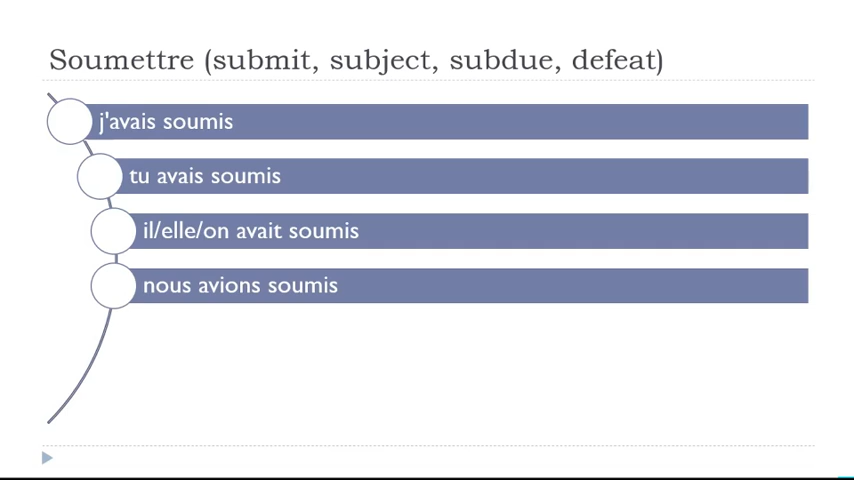 Soumettre (submit, subject, subdue, defeat)
j'avais soumis
tu avais soumis
il/elle/on avait soumis
nous avions soumis